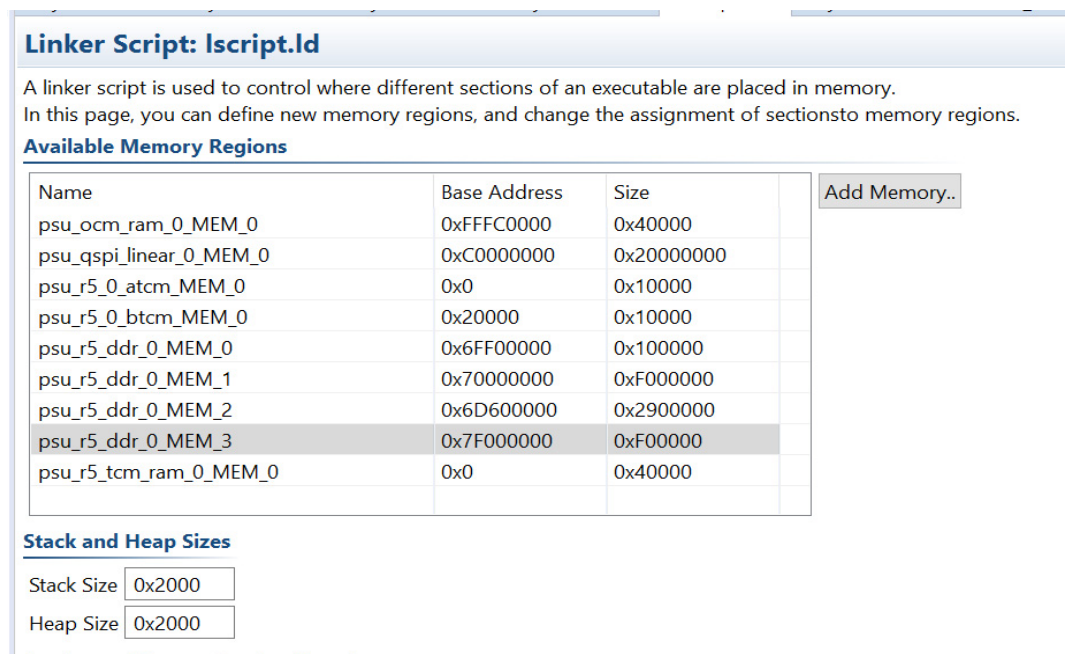 Linker Script: lscript.ld
A linker script is used to control where different sections of an executable are placed in memory.
In this page, you can define new memory regions, and change the assignment of sectionsto memory regions.
Available Memory Regions
Name Base Address Size Add Memory..
psu_ocm_ram_0_MEM_0 0xFFFC0000 0x40000
psu_qspi_linear_0_MEM_0 0xC0000000 0x20000000
psu_r5_0_atcm_MEM_0 0x0 0x10000
psu_r5_0_btcm_MEM_0 0x20000 0x10000
psu_r5_ddr_0_MEM_0 0x6FF00000 0x100000
psu_r5_ddr_0_MEM_1 0x70000000 0xF000000
psu_r5_ddr_0_MEM_2 0x6D600000 0x2900000
psu_r5_ddr_0_MEM_3 0x7F000000 0xF00000
psu_r5_tcm_ram_0_MEM_0 0x0 0x40000
Stack and Heap Sizes
Stack Size 0x2000
Heap Size 0x2000